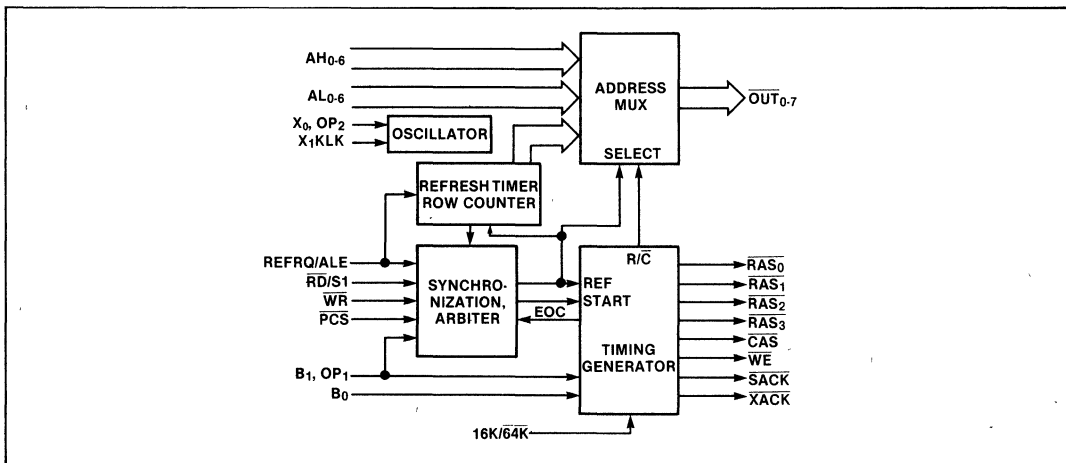 AH0-6
AL0-6
X0, OP2
X1KLK
OSCILLATOR
ADDRESS
MUX
SELECT
OUT0-7
REFRESH TIMER
ROW COUNTER
REFRQ/ALE
RD/S1
WR
PCS
B1, OP1
B0
SYNCHRO-
NIZATION,
ARBITER
EOC
R/C
REF
START
TIMING
GENERATOR
RAS0
RAS1
RAS2
RAS3
CAS
WE
SACK
XACK
16K/64K